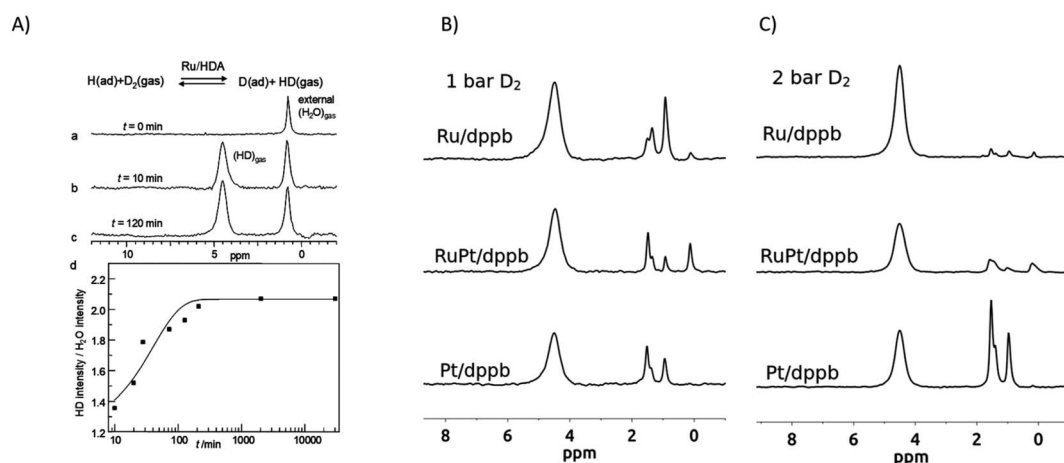 A)
Ru/HDA
H(ad)+D₂(gas) D(ad)+ HD(gas)
external
(H₂O)gas
a
t = 0 min
(HD)gas
b
t = 10 min
c
t = 120 min
10 5 ppm 0
d
HD intensity / H₂O intensity
2.0
1.8
1.6
1.4
1.2
10 100 1000 10000
t /min
B)
1 bar D₂
Ru/dppb
RuPt/dppb
Pt/dppb
8 6 4 2 0
ppm
C)
2 bar D₂
Ru/dppb
RuPt/dppb
Pt/dppb
8 6 4 2 0
ppm